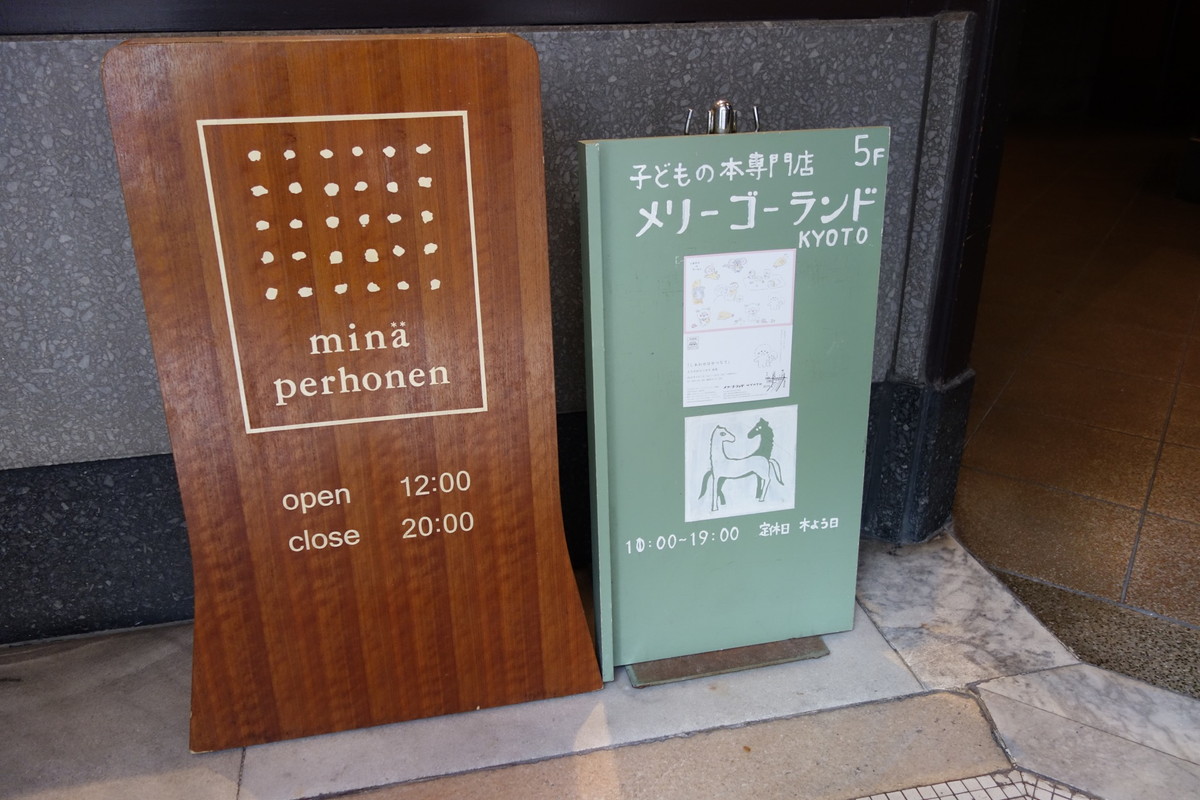 minä
perhonen
open 12:00
close 20:00
5F
子どもの本専門店
メリーゴーランド
KYOTO
:00~19:00 定休日 木よう日